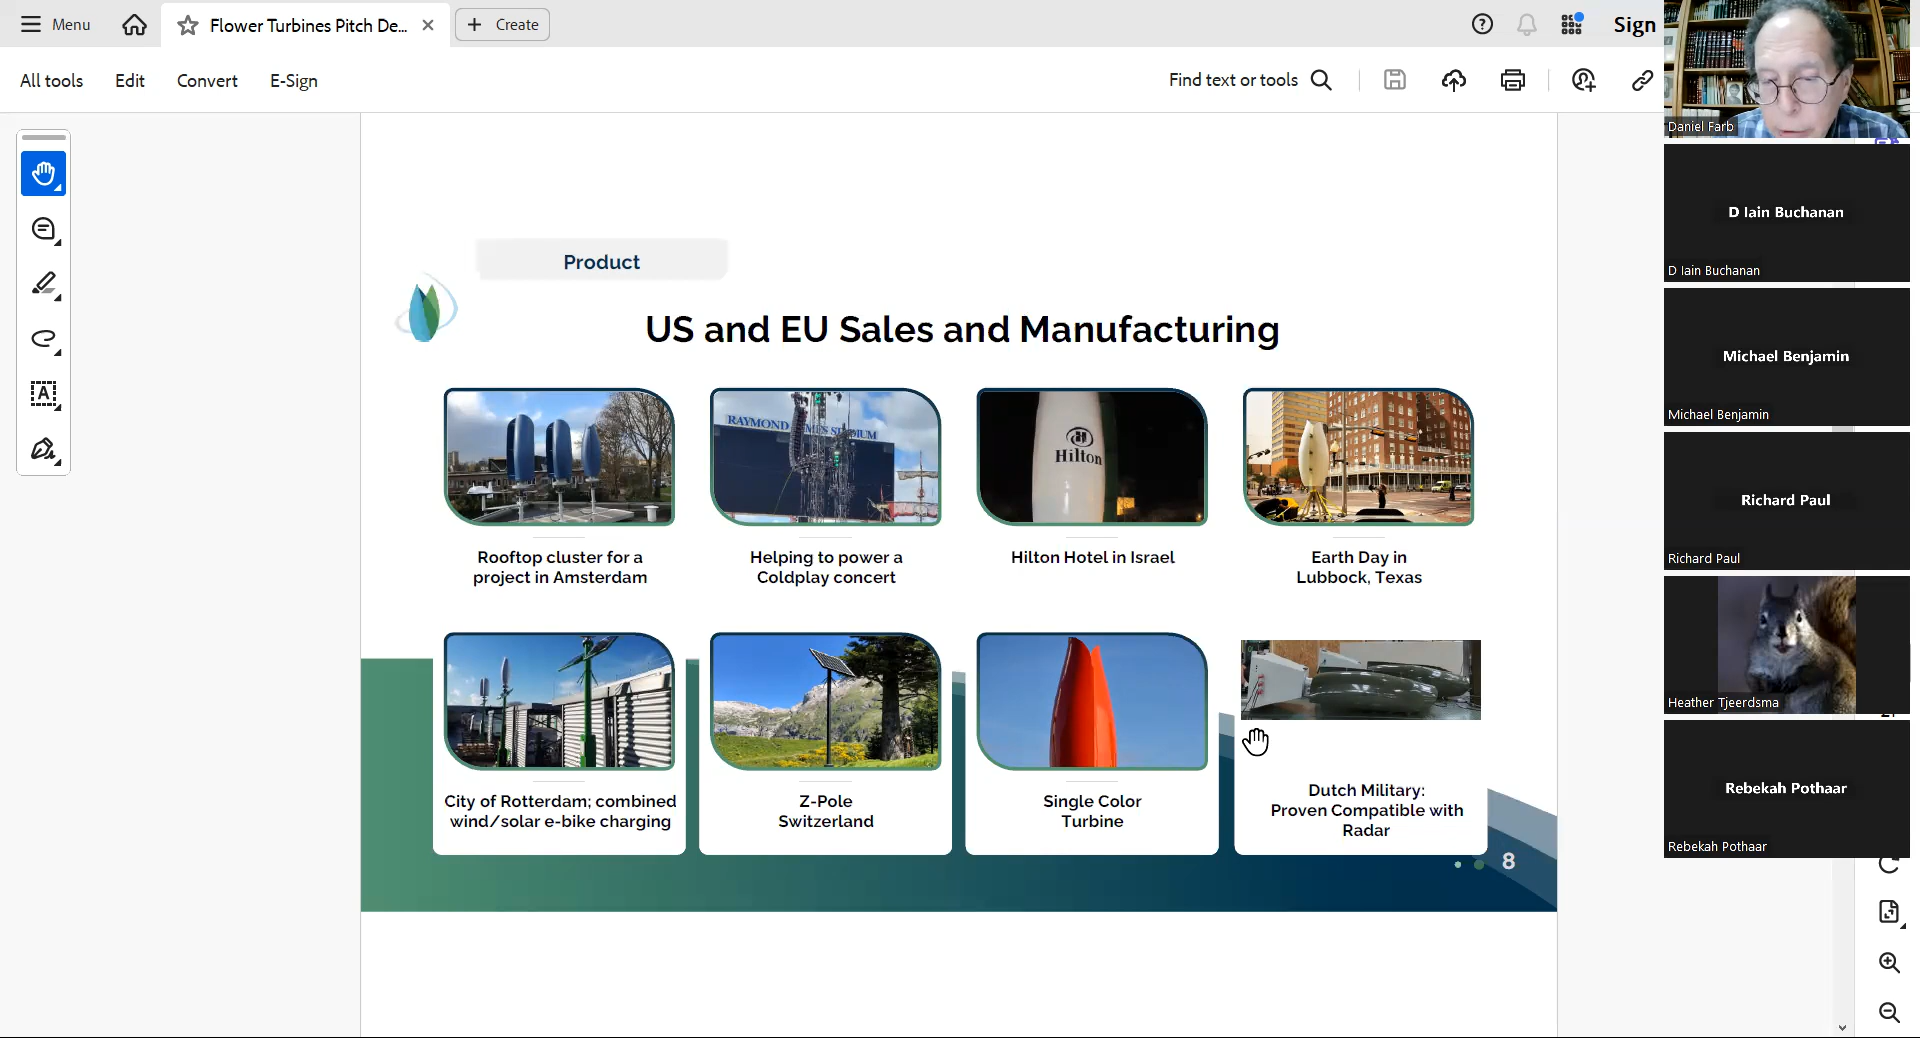 Menu
Flower Turbines Pitch De...
Create
Sign
All tools
Edit
Convert
E-Sign
Find text or tools
Product
US and EU Sales and Manufacturing
RAYMOND JAMES STADIUM
Hilton
Rooftop cluster for a
project in Amsterdam
Helping to power a
Coldplay concert
Hilton Hotel in Israel
Earth Day in
Lubbock, Texas
City of Rotterdam; combined
wind/solar e-bike charging
Z-Pole
Switzerland
Single Color
Turbine
Dutch Military:
Proven Compatible with
Radar
8
Daniel Farb
D Iain Buchanan
D Iain Buchanan
Michael Benjamin
Michael Benjamin
Richard Paul
Richard Paul
Heather Tjeerdsma
Rebekah Pothaar
Rebekah Pothaar